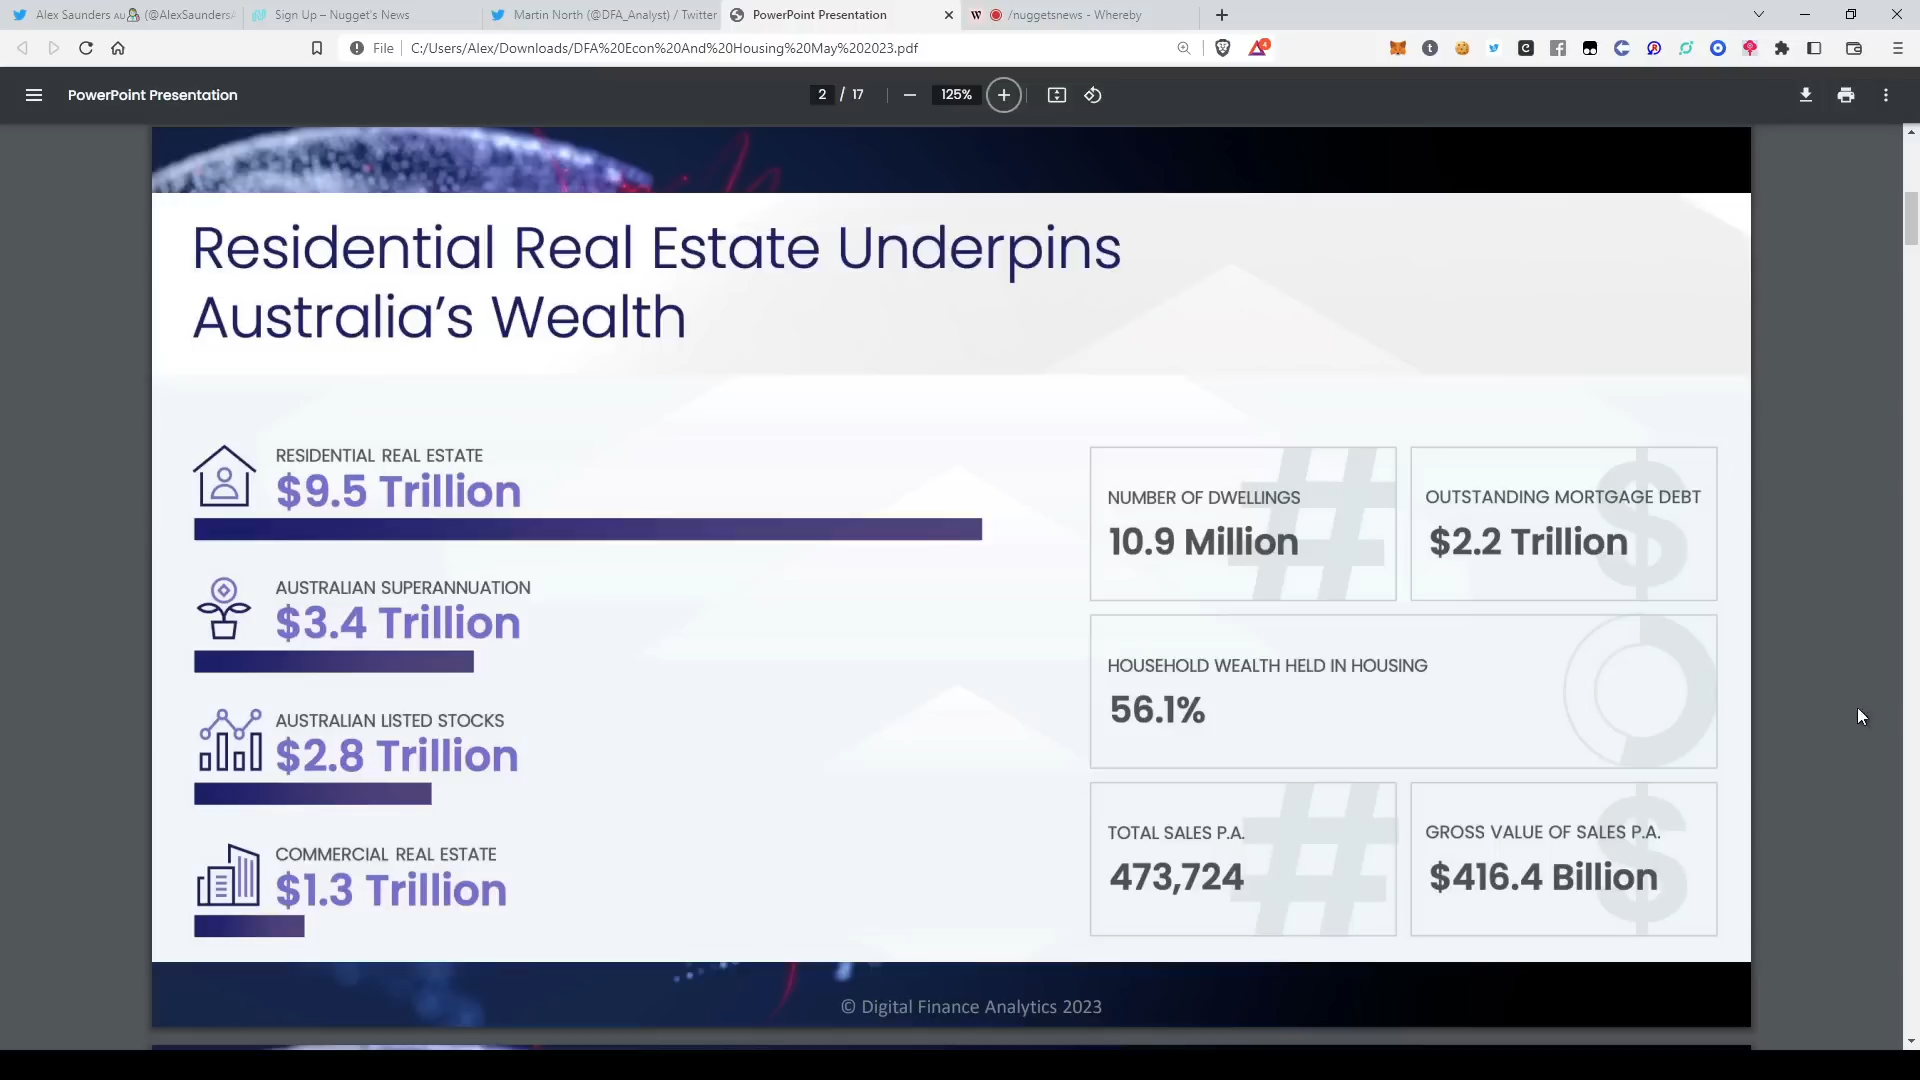 Alex Saunders AU (@AlexSaundersA
Sign Up – Nugget's News
Martin North (@DFA_Analyst) / Twitter
PowerPoint Presentation
/nuggetsnews - Whereby
File
C:/Users/Alex/Downloads/DFA%20Econ%20And%20Housing%20May%202023.pdf
4
PowerPoint Presentation
2 / 17
125%
Residential Real Estate Underpins
Australia's Wealth
RESIDENTIAL REAL ESTATE
$9.5 Trillion
AUSTRALIAN SUPERANNUATION
$3.4 Trillion
AUSTRALIAN LISTED STOCKS
$2.8 Trillion
COMMERCIAL REAL ESTATE
$1.3 Trillion
NUMBER OF DWELLINGS
10.9 Million
OUTSTANDING MORTGAGE DEBT
$2.2 Trillion
HOUSEHOLD WEALTH HELD IN HOUSING
56.1%
TOTAL SALES P.A.
473,724
GROSS VALUE OF SALES P.A.
$416.4 Billion
© Digital Finance Analytics 2023